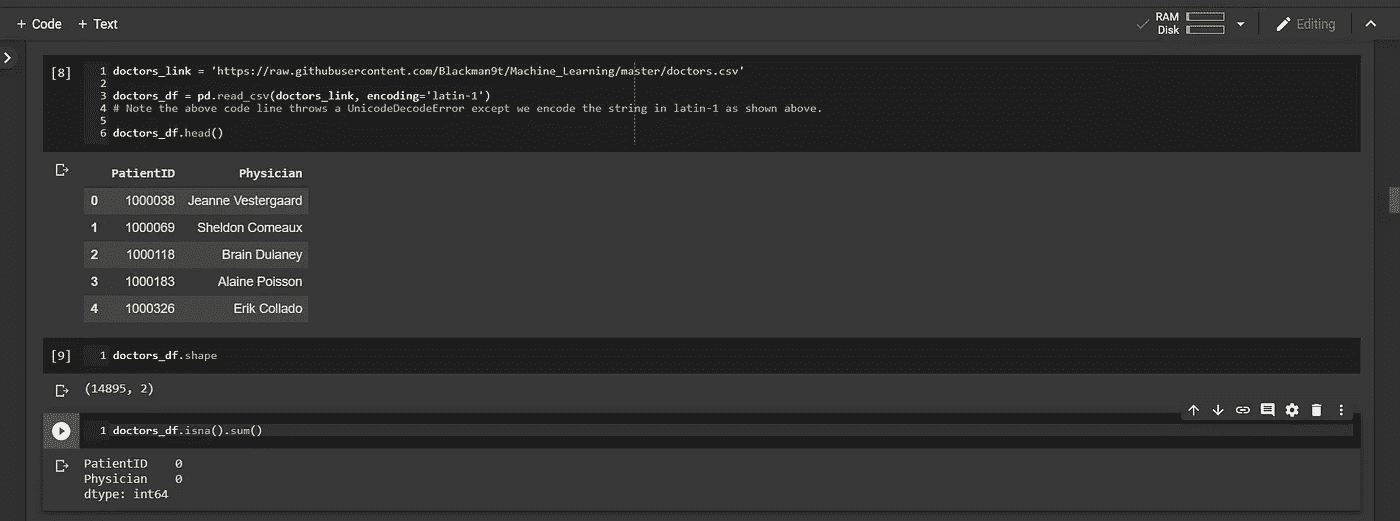 + Code + Text
RAM
Disk
Editing
[8]
1 doctors_link = 'https://raw.githubusercontent.com/Blackman9t/Machine_Learning/master/doctors.csv'
2
3 doctors_df = pd.read_csv(doctors_link, encoding='latin-1')
4 # Note the above code line throws a UnicodeDecodeError except we encode the string in latin-1 as shown above.
5
6 doctors_df.head()
PatientID Physician
0 1000038 Jeanne Vestergaard
1 1000069 Sheldon Comeaux
2 1000118 Brain Dulaney
3 1000183 Alaine Poisson
4 1000326 Erik Collado
[9] 1 doctors_df.shape
(14895, 2)
1 doctors_df.isna().sum()
PatientID 0
Physician 0
dtype: int64